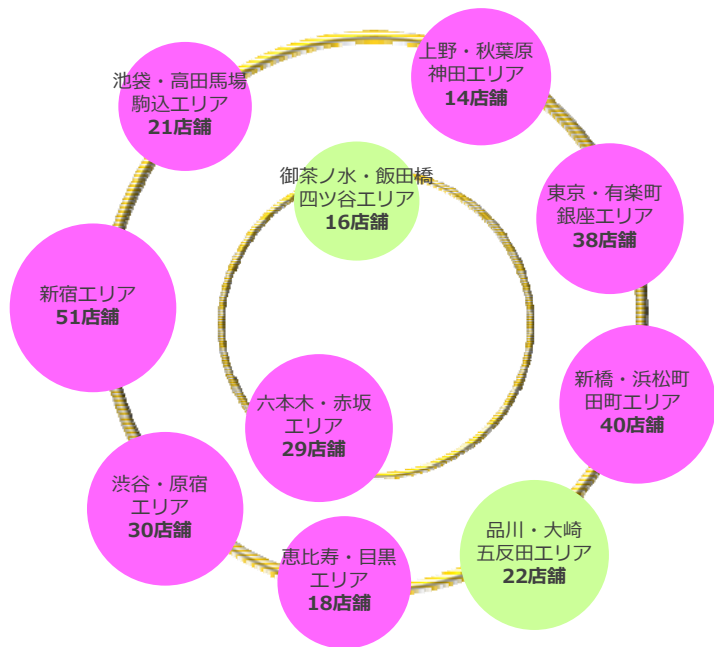 上野・秋葉原
神田エリア
14店舗
池袋・高田馬場
駒込エリア
21店舗
御茶ノ水・飯田橋
四ツ谷エリア
16店舗
東京・有楽町
銀座エリア
38店舗
新宿エリア
51店舗
新橋・浜松町
田町エリア
40店舗
六本木・赤坂
エリア
29店舗
渋谷・原宿
エリア
30店舗
品川・大崎
五反田エリア
22店舗
恵比寿・目黒
エリア
18店舗